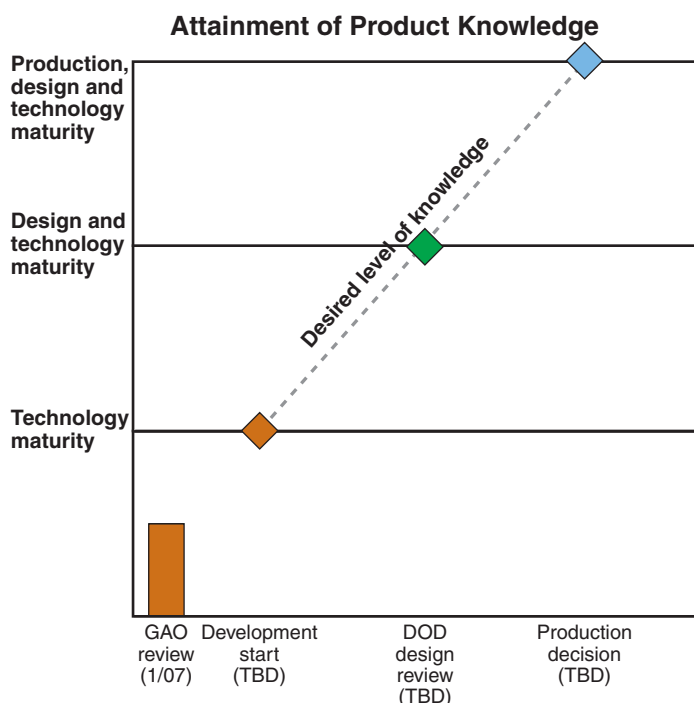 Attainment of Product Knowledge
Production,
design and
technology
maturity
Design and
technology
maturity
Technology
maturity
Desired level of knowledge
GAO
review
(1/07)
Development
start
(TBD)
DOD
design
review
(TBD)
Production
decision
(TBD)